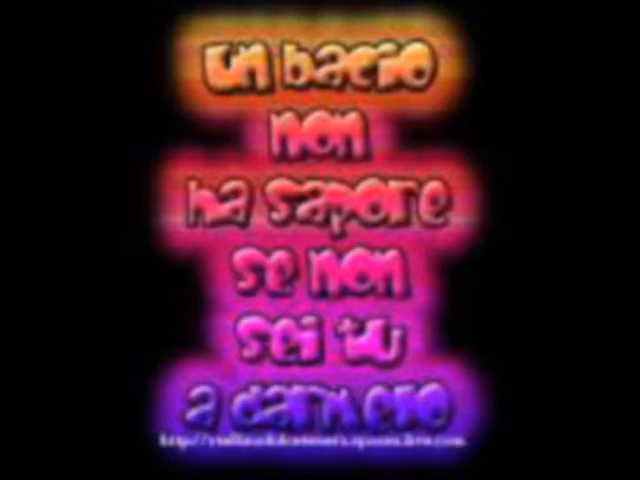 un bacio
non
ha sapore
se non
sei tu
a darmelo